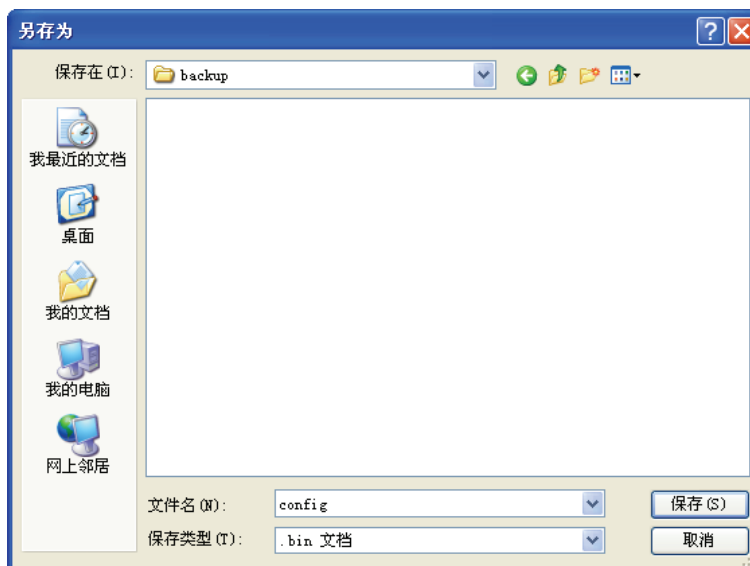 另存为
保存在(I): backup
我最近的文档
桌面
我的文档
我的电脑
网上邻居
文件名(N): config 保存(S)
保存类型(T): .bin 文档 取消